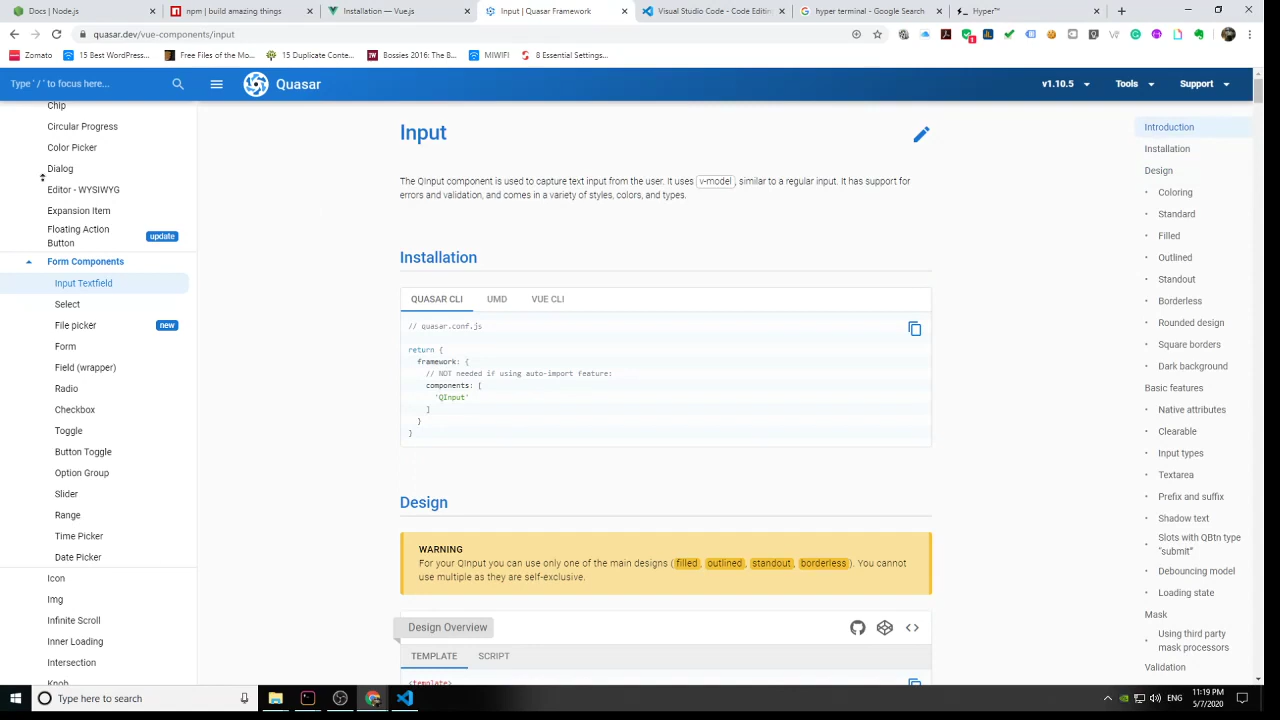 Docs | Node.js
npm | build amazing things
Installation — Vue.js
Input | Quasar Framework
Visual Studio Code - Code Editin
hyper terminal - Google Search
Hyper™
quasar.dev/vue-components/input
Zomato
15 Best WordPress...
Free Files of the Mo...
15 Duplicate Conte...
Bossies 2016: The B...
MIWIFI
8 Essential Settings...
Type ` / ` to focus here...
Quasar
v1.10.5
Tools
Support
Chip
Circular Progress
Color Picker
Dialog
Editor - WYSIWYG
Expansion Item
Floating Action
Button
update
Form Components
Input Textfield
Select
File picker
new
Form
Field (wrapper)
Radio
Checkbox
Toggle
Button Toggle
Option Group
Slider
Range
Time Picker
Date Picker
Icon
Img
Infinite Scroll
Inner Loading
Intersection
Knob
Input
The QInput component is used to capture text input from the user. It uses v-model, similar to a regular input. It has support for
errors and validation, and comes in a variety of styles, colors, and types.
Installation
QUASAR CLI
UMD
VUE CLI
// quasar.conf.js
return {
framework: {
// NOT needed if using auto-import feature:
components: [
'QInput'
]
}
}
Design
WARNING
For your QInput you can use only one of the main designs (filled, outlined, standout, borderless). You cannot
use multiple as they are self-exclusive.
Design Overview
TEMPLATE
SCRIPT
<template>
Introduction
Installation
Design
Coloring
Standard
Filled
Outlined
Standout
Borderless
Rounded design
Square borders
Dark background
Basic features
Native attributes
Clearable
Input types
Textarea
Prefix and suffix
Shadow text
Slots with QBtn type
"submit"
Debouncing model
Loading state
Mask
Using third party
mask processors
Validation
Type here to search
ENG
11:19 PM
5/7/2020